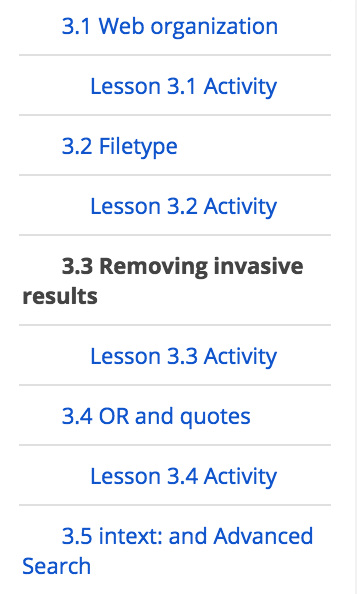 3.1 Web organization
Lesson 3.1 Activity
3.2 Filetype
Lesson 3.2 Activity
3.3 Removing invasive
results
Lesson 3.3 Activity
3.4 OR and quotes
Lesson 3.4 Activity
3.5 intext: and Advanced
Search